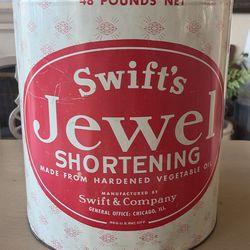 48 POUNDS NET
Swift's
Jewel
SHORTENING
MADE FROM HARDENED VEGETABLE OIL
MANUFACTURED BY
Swift & Company
GENERAL OFFICE: CHICAGO, ILL.